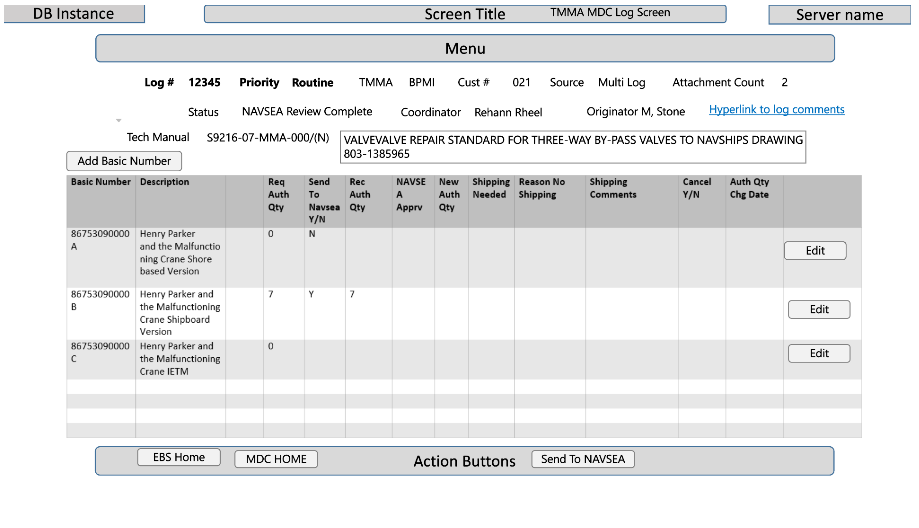 DB Instance
Screen Title TMMA MDC Log Screen
Server name
Menu
Log # 12345 Priority Routine TMMA BPMI Cust # 021 Source Multi Log Attachment Count 2
Status NAVSEA Review Complete Coordinator Rehann Rheel Originator M, Stone Hyperlink to log comments
Tech Manual S9216-07-MMA-000/(N)
VALVEVALVE REPAIR STANDARD FOR THREE-WAY BY-PASS VALVES TO NAVSHIPS DRAWING
803-1385965
Add Basic Number
Basic Number
Description
Req
Auth
Qty
Send
To
Navsea
Y/N
Rec
Auth
Qty
NAVSE
A
Apprv
New
Auth
Qty
Shipping
Needed
Reason No
Shipping
Shipping
Comments
Cancel
Y/N
Auth Qty
Chg Date
86753090000
A
Henry Parker
and the Malfunctio
ning Crane Shore
based Version
0
N
Edit
86753090000
B
Henry Parker and
the Malfunctioning
Crane Shipboard
Version
7
Y
7
Edit
86753090000
C
Henry Parker and
the Malfunctioning
Crane IETM
0
Edit
EBS Home
MDC HOME
Action Buttons
Send To NAVSEA